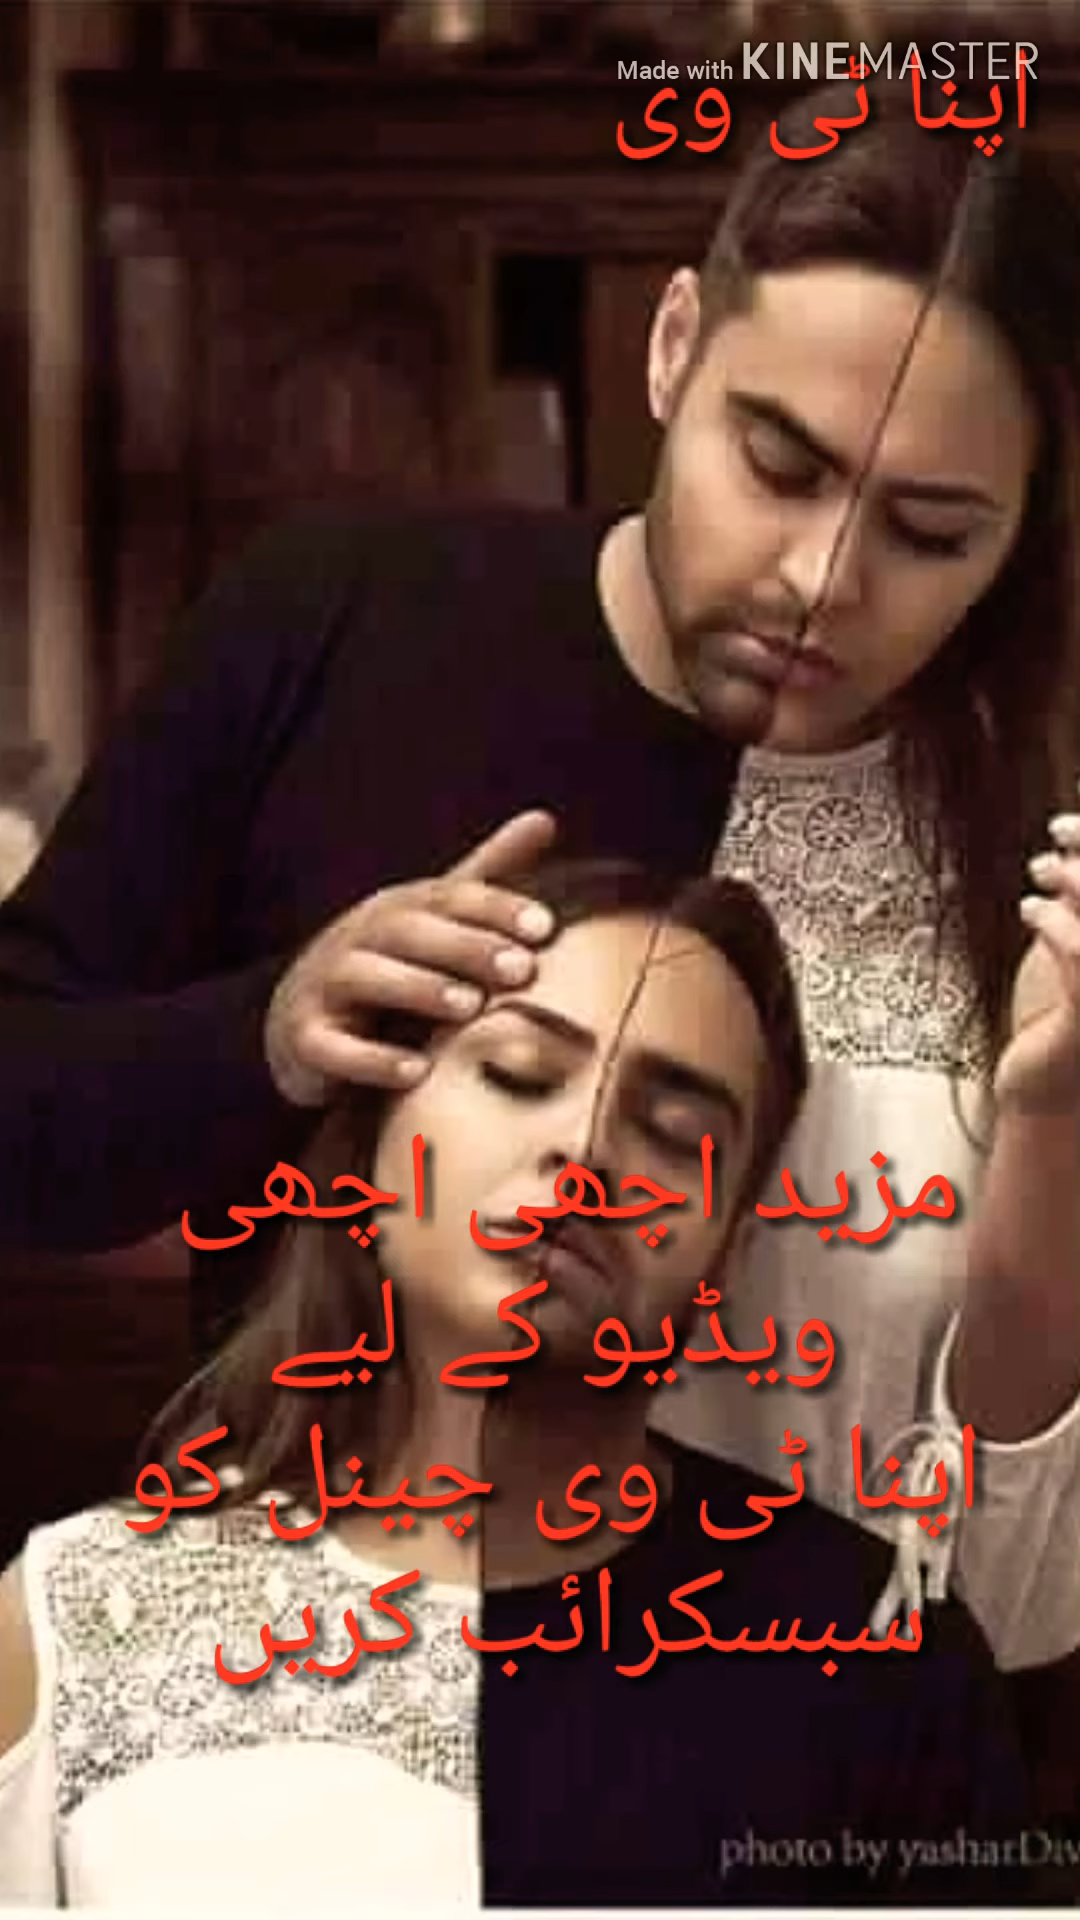 Made with KINEMASTER
اپنا ٹی وی
مزید اچھی اچھی
ویڈیو کے لیے
اپنا ٹی وی چینل کو
سبسکرائب کریں
photo by